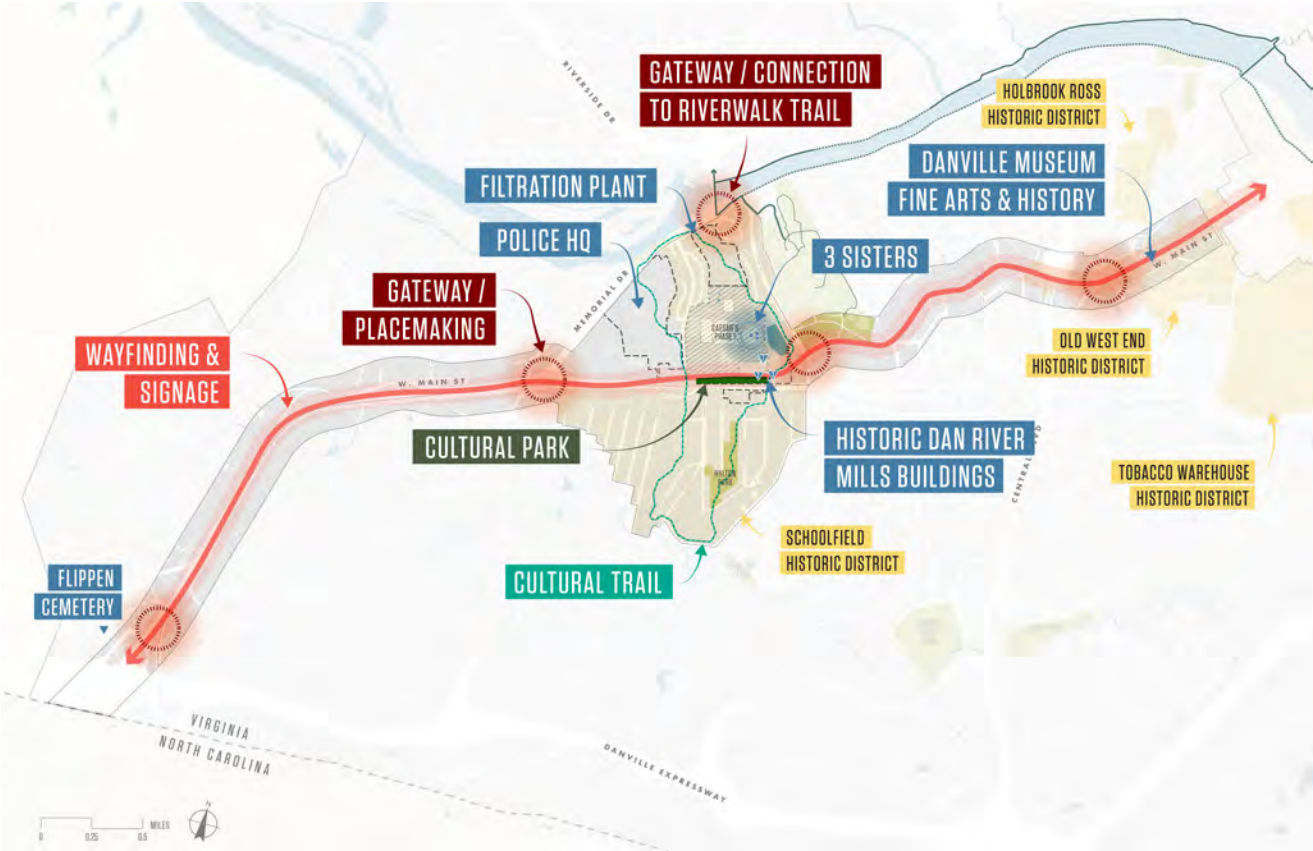 RIVERSIDE DR
GATEWAY / CONNECTION
TO RIVERWALK TRAIL
HOLBROOK ROSS
HISTORIC DISTRICT
DANVILLE MUSEUM
FINE ARTS & HISTORY
FILTRATION PLANT
POLICE HQ
3 SISTERS
W. MAIN ST
MEMORIAL DR
GATEWAY /
PLACEMAKING
CAESAR'S
PHASE 1
OLD WEST END
HISTORIC DISTRICT
WAYFINDING &
SIGNAGE
W. MAIN ST
CULTURAL PARK
HISTORIC DAN RIVER
MILLS BUILDINGS
TOBACCO WAREHOUSE
HISTORIC DISTRICT
SCHOOLFIELD
HISTORIC DISTRICT
CULTURAL TRAIL
FLIPPEN
CEMETERY
VIRGINIA
NORTH CAROLINA
DANVILLE EXPRESSWAY
N
MILES
0 0.25 0.5